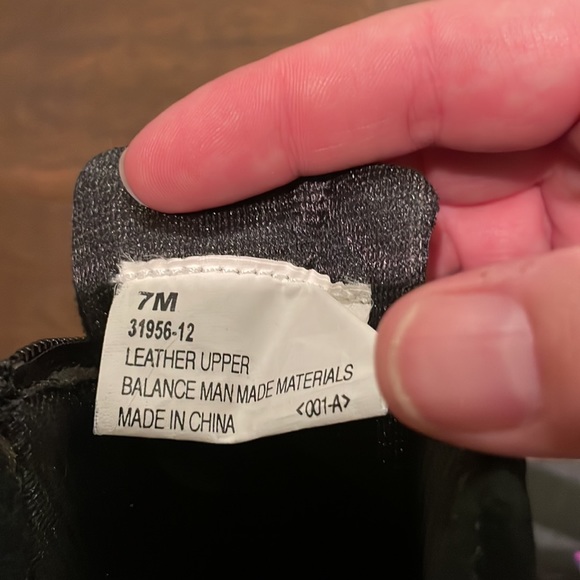 7M
31956-12
LEATHER UPPER
BALANCE MAN MADE MATERIALS
MADE IN CHINA <001-A>